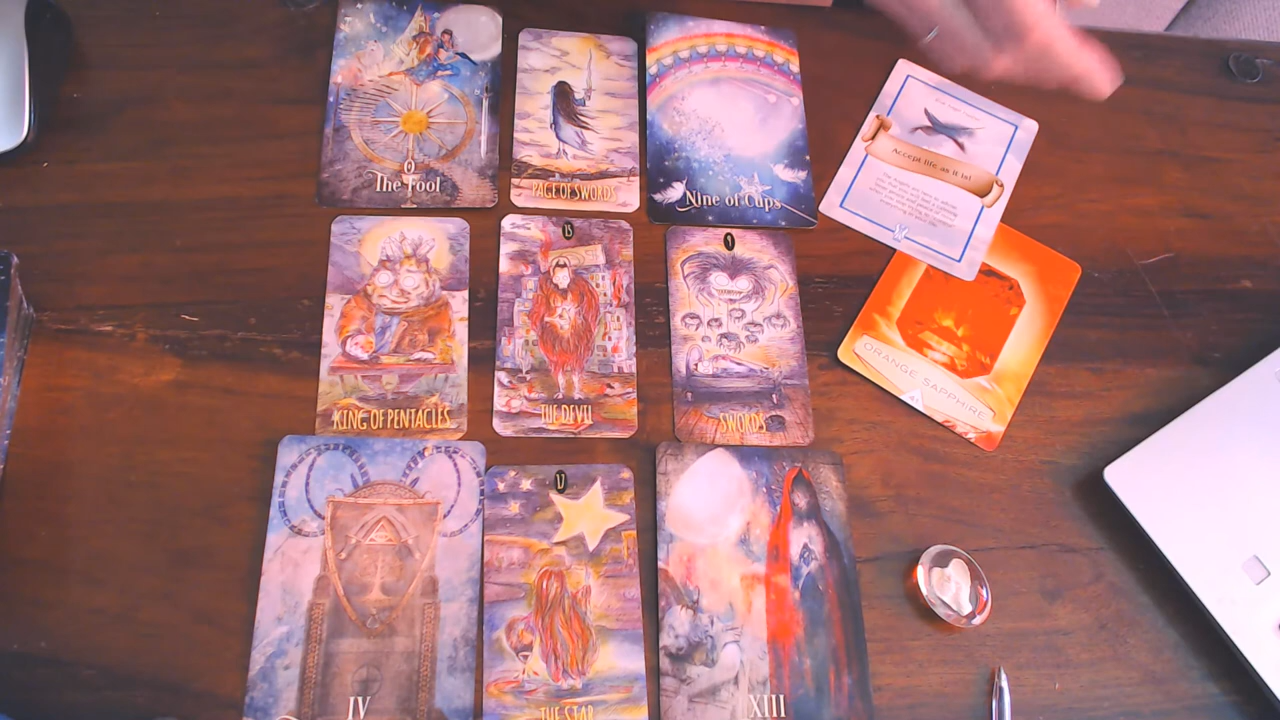 0
The Fool
PAGE OF SWORDS
Nine of Cups
Accept life as it is!
KING OF PENTACLES
15
THE DEVIL
9
SWORDS
ORANGE SAPPHIRE
41
IV
17
THE STAR
XIII